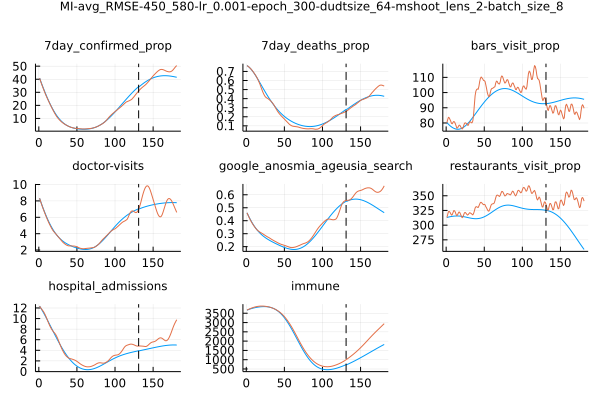 MI-avg_RMSE-450_580-lr_0.001-epoch_300-dudtsize_64-mshoot_lens_2-batch_size_8
7day_confirmed_prop
50
40
30
20
10
0 50 100 150
7day_deaths_prop
0.7
0.6
0.5
0.4
0.3
0.2
0.1
0 50 100 150
bars_visit_prop
110
100
90
80
0 50 100 150
doctor-visits
10
8
6
4
2
0 50 100 150
google_anosmia_ageusia_search
0.6
0.5
0.4
0.3
0.2
0 50 100 150
restaurants_visit_prop
350
325
300
275
0 50 100 150
hospital_admissions
12
10
8
6
4
2
0
0 50 100 150
immune
3500
3000
2500
2000
1500
1000
500
0 50 100 150